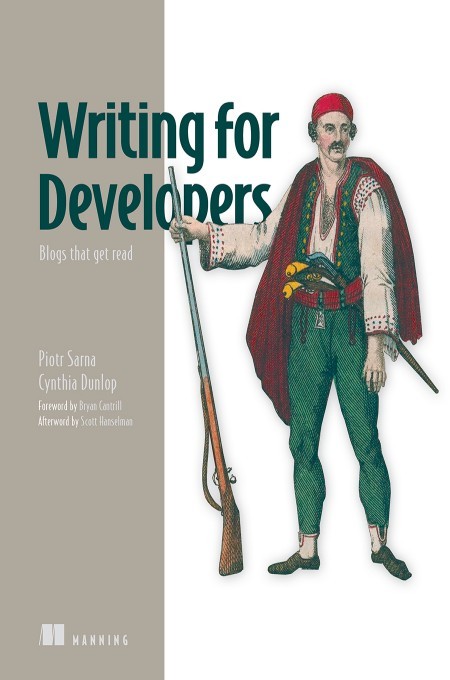 Writing for
Developers
Blogs that get read
Piotr Sarna
Cynthia Dunlop
Foreword by Bryan Cantrill
Afterword by Scott Hanselman
MANNING